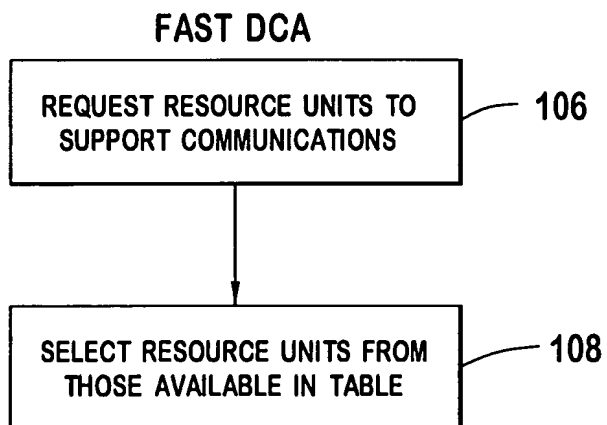 FAST DCA
REQUEST RESOURCE UNITS TO
SUPPORT COMMUNICATIONS
106
SELECT RESOURCE UNITS FROM
THOSE AVAILABLE IN TABLE
108